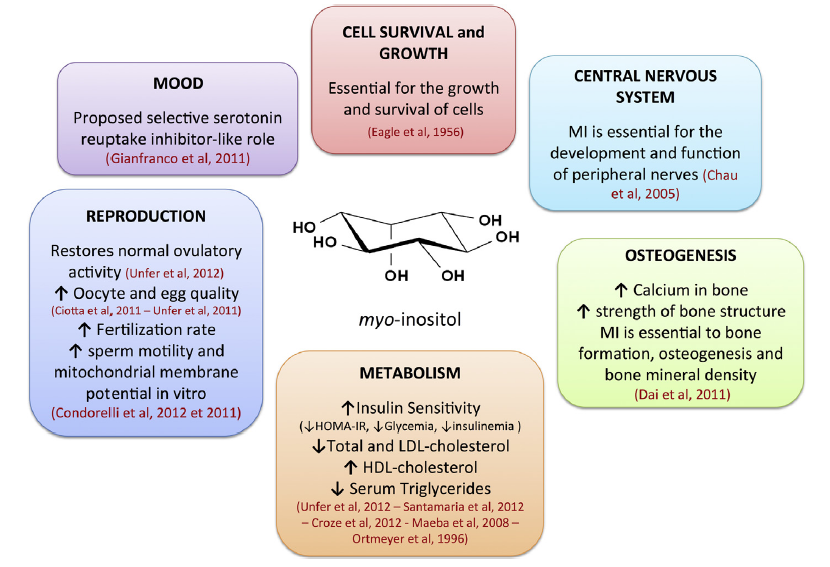 CELL SURVIVAL and
GROWTH
Essential for the growth
and survival of cells
(Eagle et al, 1956)
MOOD
Proposed selective serotonin
reuptake inhibitor-like role
(Gianfranco et al, 2011)
CENTRAL NERVOUS
SYSTEM
MI is essential for the
development and function
of peripheral nerves (Chau
et al, 2005)
REPRODUCTION
Restores normal ovulatory
activity (Unfer et al, 2012)
↑ Oocyte and egg quality
(Ciotta et al, 2011 – Unfer et al, 2011)
↑ Fertilization rate
↑ sperm motility and
mitochondrial membrane
potential in vitro
(Condorelli et al, 2012 et 2011)
HO
HO
OH
OH
OH
OH
myo-inositol
OSTEOGENESIS
↑ Calcium in bone
↑ strength of bone structure
MI is essential to bone
formation, osteogenesis and
bone mineral density
(Dai et al, 2011)
METABOLISM
↑Insulin Sensitivity
(↓HOMA-IR, ↓Glycemia, ↓insulinemia )
↓Total and LDL-cholesterol
↑ HDL-cholesterol
↓ Serum Triglycerides
(Unfer et al, 2012 – Santamaria et al, 2012
– Croze et al, 2012 - Maeba et al, 2008 –
Ortmeyer et al, 1996)